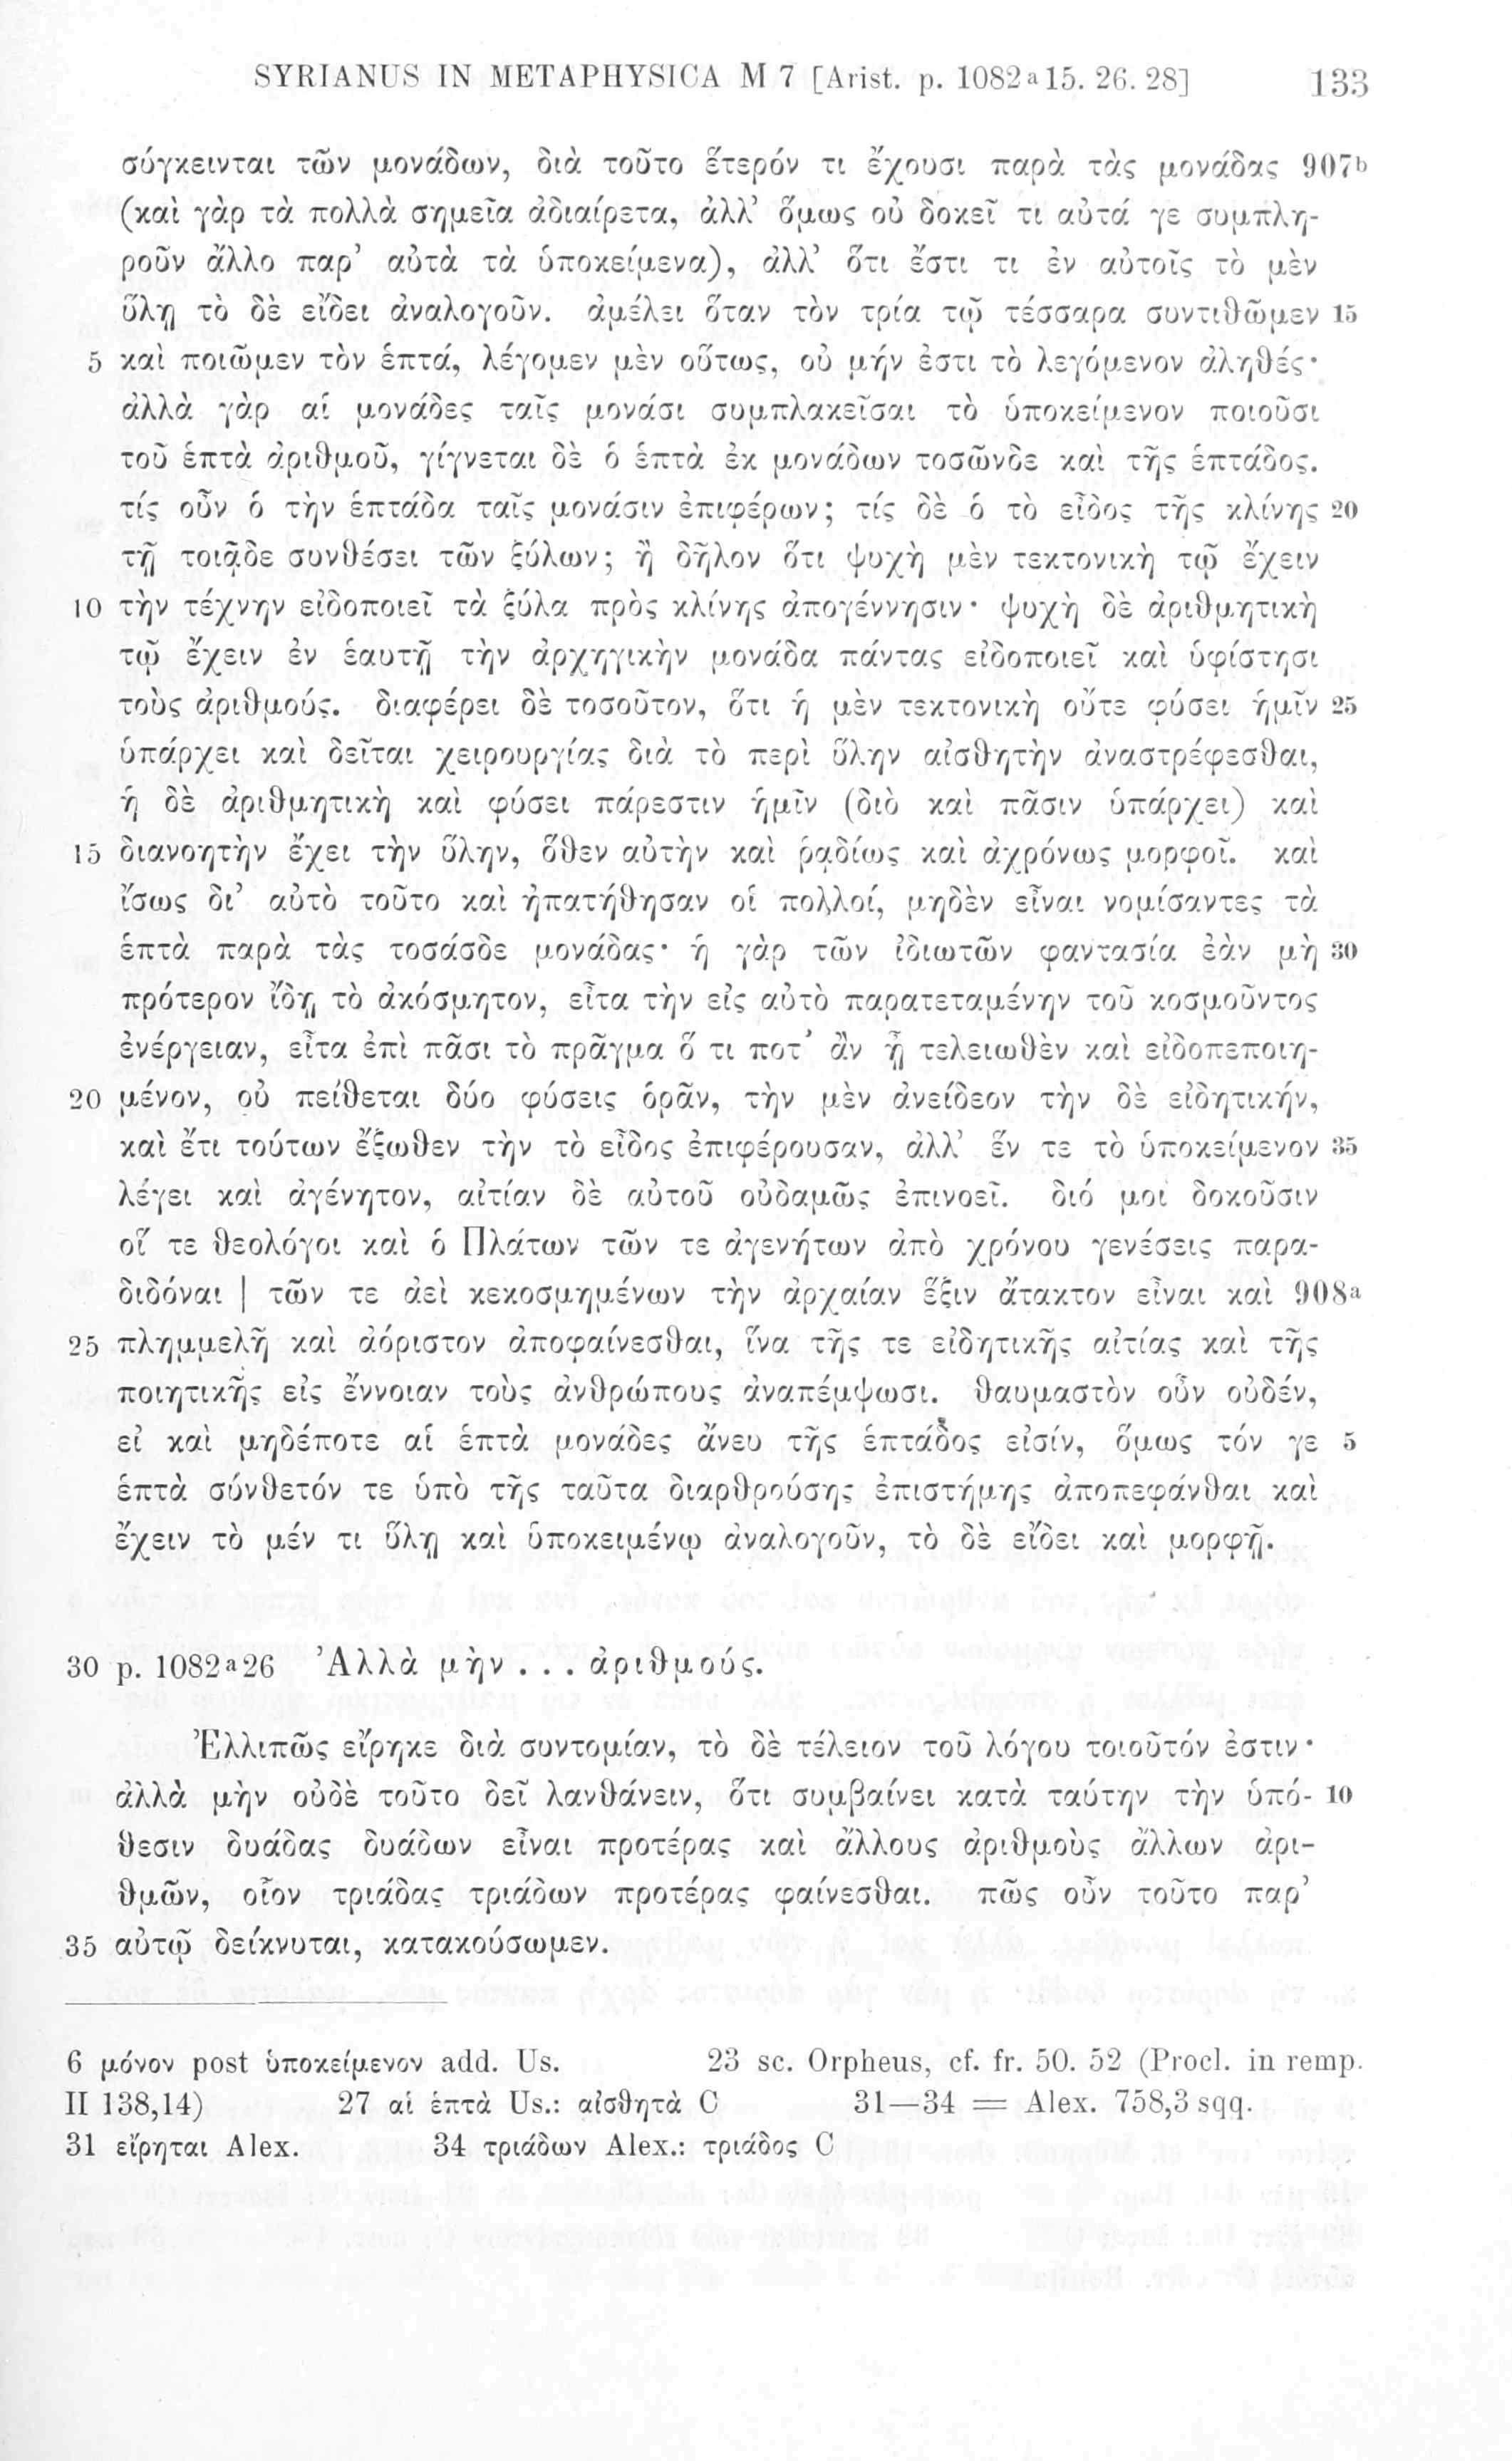 SYRIANUS IN METAPHYSICA M 7 [Arist. p. 1082ᵃ15. 26. 28] 133
σύγκεινται τῶν μονάδων, διὰ τοῦτο ἕτερόν τι ἔχουσι παρὰ τὰς μονάδας 907ᵇ
(καὶ γὰρ τὰ πολλὰ σημεῖα ἀδιαίρετα, ἀλλ’ ὅμως οὐ δοκεῖ τι αὐτά γε συμπλη-
ροῦν ἄλλο παρ’ αὐτὰ τὰ ὑποκείμενα), ἀλλ’ ὅτι ἔστι τι ἐν αὐτοῖς τὸ μὲν
ὕλῃ τὸ δὲ εἴδει ἀναλογοῦν. ἀμέλει ὅταν τὸν τρία τῷ τέσσαρα συντιθῶμεν 15
5 καὶ ποιῶμεν τὸν ἑπτά, λέγομεν μὲν οὕτως, οὐ μήν ἐστι τὸ λεγόμενον ἀληθές·
ἀλλὰ γὰρ αἱ μονάδες ταῖς μονάσι συμπλακεῖσαι τὸ ὑποκείμενον ποιοῦσι
τοῦ ἑπτὰ ἀριθμοῦ, γίγνεται δὲ ὁ ἑπτὰ ἐκ μονάδων τοσῶνδε καὶ τῆς ἑπτάδος.
τίς οὖν ὁ τὴν ἑπτάδα ταῖς μονάσιν ἐπιφέρων; τίς δὲ ὁ τὸ εἶδος τῆς κλίνης 20
τῇ τοιᾷδε συνθέσει τῶν ξύλων; ἢ δῆλον ὅτι ψυχὴ μὲν τεκτονικὴ τῷ ἔχειν
10 τὴν τέχνην εἰδοποιεῖ τὰ ξύλα πρὸς κλίνης ἀπογέννησιν· ψυχὴ δὲ ἀριθμητικὴ
τῷ ἔχειν ἐν ἑαυτῇ τὴν ἀρχηγικὴν μονάδα πάντας εἰδοποιεῖ καὶ ὑφίστησι
τοὺς ἀριθμούς. διαφέρει δὲ τοσοῦτον, ὅτι ἡ μὲν τεκτονικὴ οὔτε φύσει ἡμῖν 25
ὑπάρχει καὶ δεῖται χειρουργίας διὰ τὸ περὶ ὕλην αἰσθητὴν ἀναστρέφεσθαι,
ἡ δὲ ἀριθμητικὴ καὶ φύσει πάρεστιν ἡμῖν (διὸ καὶ πᾶσιν ὑπάρχει) καὶ
15 διανοητὴν ἔχει τὴν ὕλην, ὅθεν αὐτὴν καὶ ῥᾳδίως καὶ ἀχρόνως μορφοῖ. καὶ
ἴσως δι’ αὐτὸ τοῦτο καὶ ἠπατήθησαν οἱ πολλοί, μηδὲν εἶναι νομίσαντες τὰ
ἑπτὰ παρὰ τὰς τοσάσδε μονάδας· ἡ γὰρ τῶν ἰδιωτῶν φαντασία ἐὰν μὴ 30
πρότερον ἴδῃ τὸ ἀκόσμητον, εἶτα τὴν εἰς αὐτὸ παρατεταμένην τοῦ κοσμοῦντος
ἐνέργειαν, εἶτα ἐπὶ πᾶσι τὸ πρᾶγμα ὅ τι ποτ’ ἂν ᾖ τελειωθὲν καὶ εἰδοπεποιη-
20 μένον, οὐ πείθεται δύο φύσεις ὁρᾶν, τὴν μὲν ἀνείδεον τὴν δὲ εἰδητικήν,
καὶ ἔτι τούτων ἔξωθεν τὴν τὸ εἶδος ἐπιφέρουσαν, ἀλλ’ ἕν τε τὸ ὑποκείμενον 35
λέγει καὶ ἀγένητον, αἰτίαν δὲ αὐτοῦ οὐδαμῶς ἐπινοεῖ. διό μοι δοκοῦσιν
οἵ τε θεολόγοι καὶ ὁ Πλάτων τῶν τε ἀγενήτων ἀπὸ χρόνου γενέσεις παρα-
διδόναι | τῶν τε ἀεὶ κεκοσμημένων τὴν ἀρχαίαν ἕξιν ἄτακτον εἶναι καὶ 908ᵃ
25 πλημμελῆ καὶ ἀόριστον ἀποφαίνεσθαι, ἵνα τῆς τε εἰδητικῆς αἰτίας καὶ τῆς
ποιητικῆς εἰς ἔννοιαν τοὺς ἀνθρώπους ἀναπέμψωσι. θαυμαστὸν οὖν οὐδέν,
εἰ καὶ μηδέποτε αἱ ἑπτὰ μονάδες ἄνευ τῆς ἑπτάδος εἰσίν, ὅμως τόν γε 5
ἑπτὰ σύνθετόν τε ὑπὸ τῆς ταῦτα διαρθρούσης ἐπιστήμης ἀποπεφάνθαι καὶ
ἔχειν τὸ μέν τι ὕλῃ καὶ ὑποκειμένῳ ἀναλογοῦν, τὸ δὲ εἴδει καὶ μορφῇ.
30 p. 1082ᵃ26 Ἀλλὰ μὴν . . . ἀριθμούς.
Ἐλλιπῶς εἴρηκε διὰ συντομίαν, τὸ δὲ τέλειον τοῦ λόγου τοιοῦτόν ἐστιν·
ἀλλὰ μὴν οὐδὲ τοῦτο δεῖ λανθάνειν, ὅτι συμβαίνει κατὰ ταύτην τὴν ὑπό- 10
θεσιν δυάδας δυάδων εἶναι προτέρας καὶ ἄλλους ἀριθμοὺς ἄλλων ἀρι-
θμῶν, οἷον τριάδας τριάδων προτέρας φαίνεσθαι. πῶς οὖν τοῦτο παρ’
35 αὐτῷ δείκνυται, κατακούσωμεν.
6 μόνον post ὑποκείμενον add. Us. 23 sc. Orpheus, cf. fr. 50. 52 (Procl. in remp.
II 138,14) 27 αἱ ἑπτὰ Us.: αἰσθητὰ C 31—34 = Alex. 758,3 sqq.
31 εἴρηται Alex. 34 τριάδων Alex.: τριάδος C